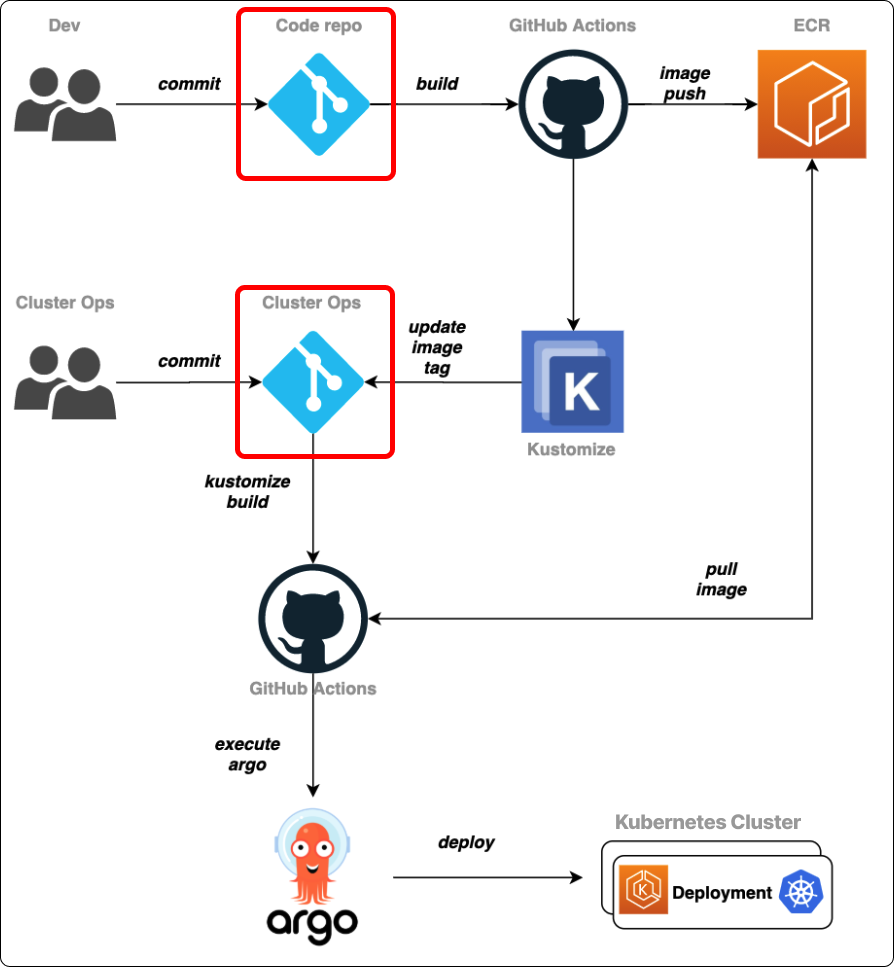 Dev
Code repo
GitHub Actions
ECR
commit
build
image
push
Cluster Ops
Cluster Ops
update
image
tag
commit
K
Kustomize
kustomize
build
pull
image
GitHub Actions
execute
argo
argo
deploy
Kubernetes Cluster
K
Deployment